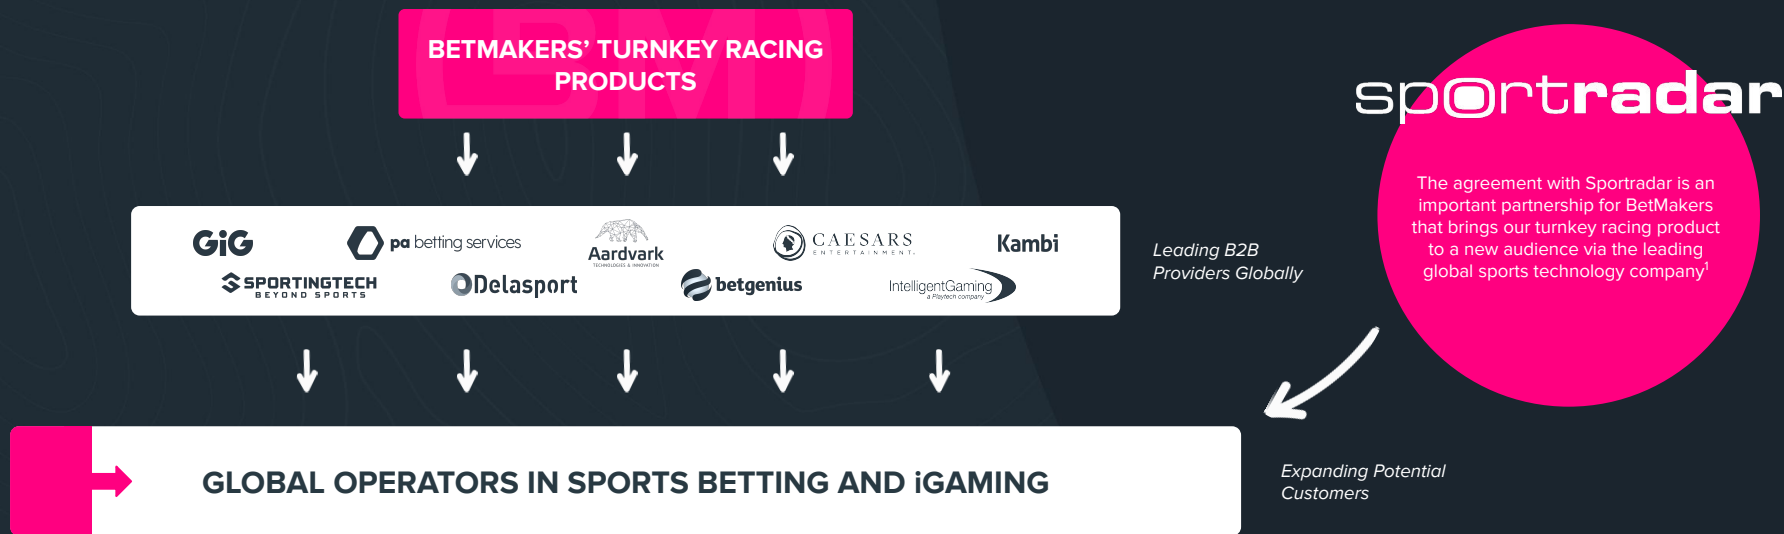 BETMAKERS’ TURNKEY RACING
PRODUCTS
sportradar
The agreement with Sportradar is an
important partnership for BetMakers
that brings our turnkey racing product
to a new audience via the leading
global sports technology company¹
GiG
pa betting services
Aardvark
TECHNOLOGIES & INNOVATION
CAESARS
ENTERTAINMENT.
Kambi
SPORTINGTECH
BEYOND SPORTS
Delasport
betgenius
IntelligentGaming
a Playtech company
Leading B2B
Providers Globally
GLOBAL OPERATORS IN SPORTS BETTING AND iGAMING
Expanding Potential
Customers